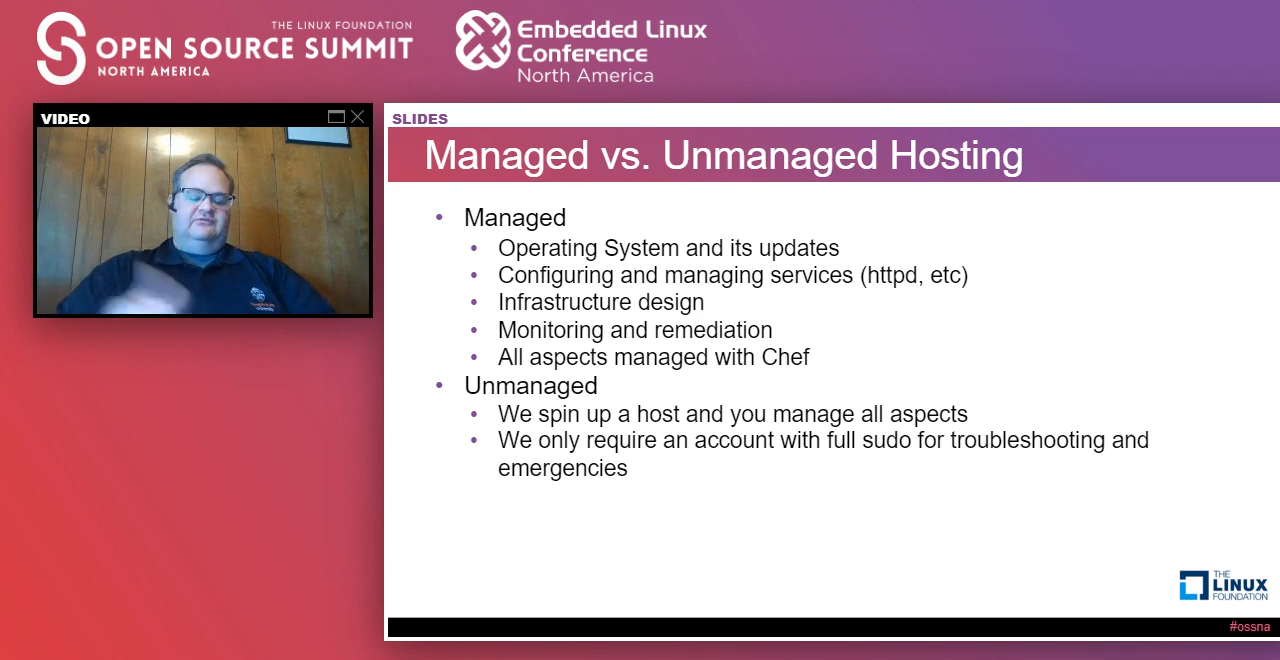 THE LINUX FOUNDATION
OPEN SOURCE SUMMIT
NORTH AMERICA
Embedded Linux
Conference
North America
VIDEO
SLIDES
Managed vs. Unmanaged Hosting
• Managed
• Operating System and its updates
• Configuring and managing services (httpd, etc)
• Infrastructure design
• Monitoring and remediation
• All aspects managed with Chef
• Unmanaged
• We spin up a host and you manage all aspects
• We only require an account with full sudo for troubleshooting and
emergencies
THE
LINUX
FOUNDATION
#ossna